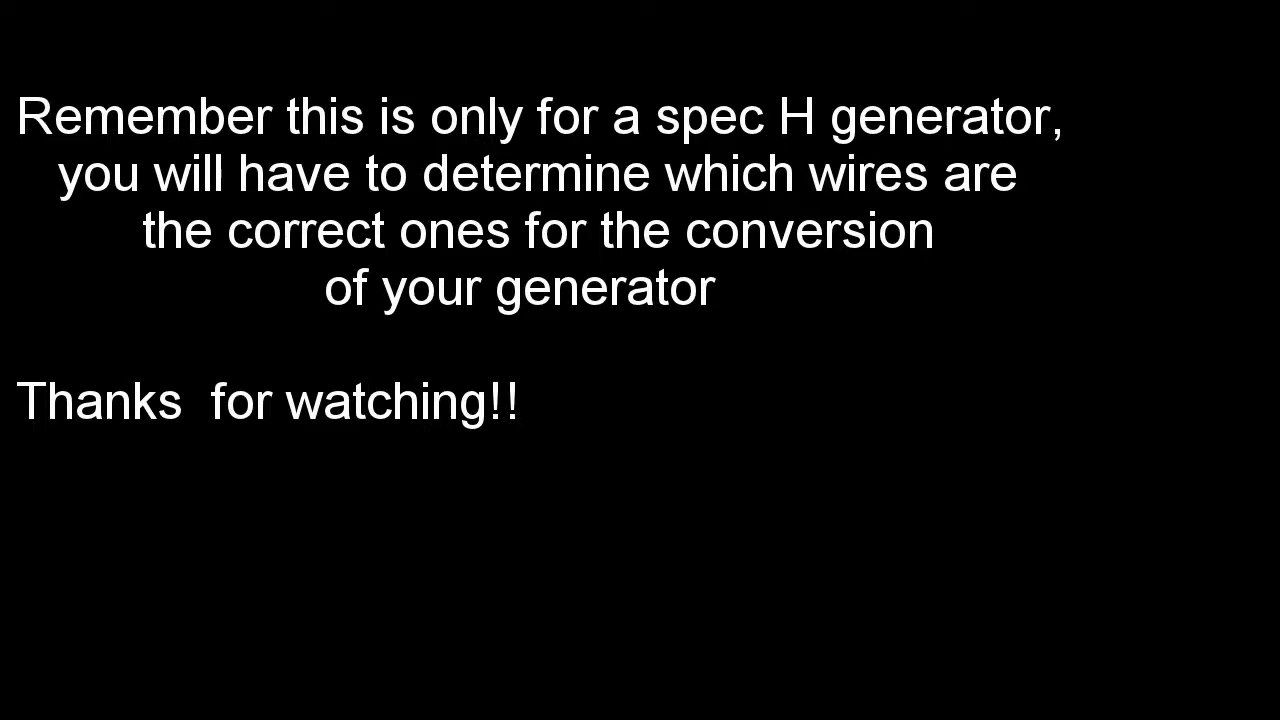 Remember this is only for a spec H generator,
you will have to determine which wires are
the correct ones for the conversion
of your generator
Thanks  for watching!!